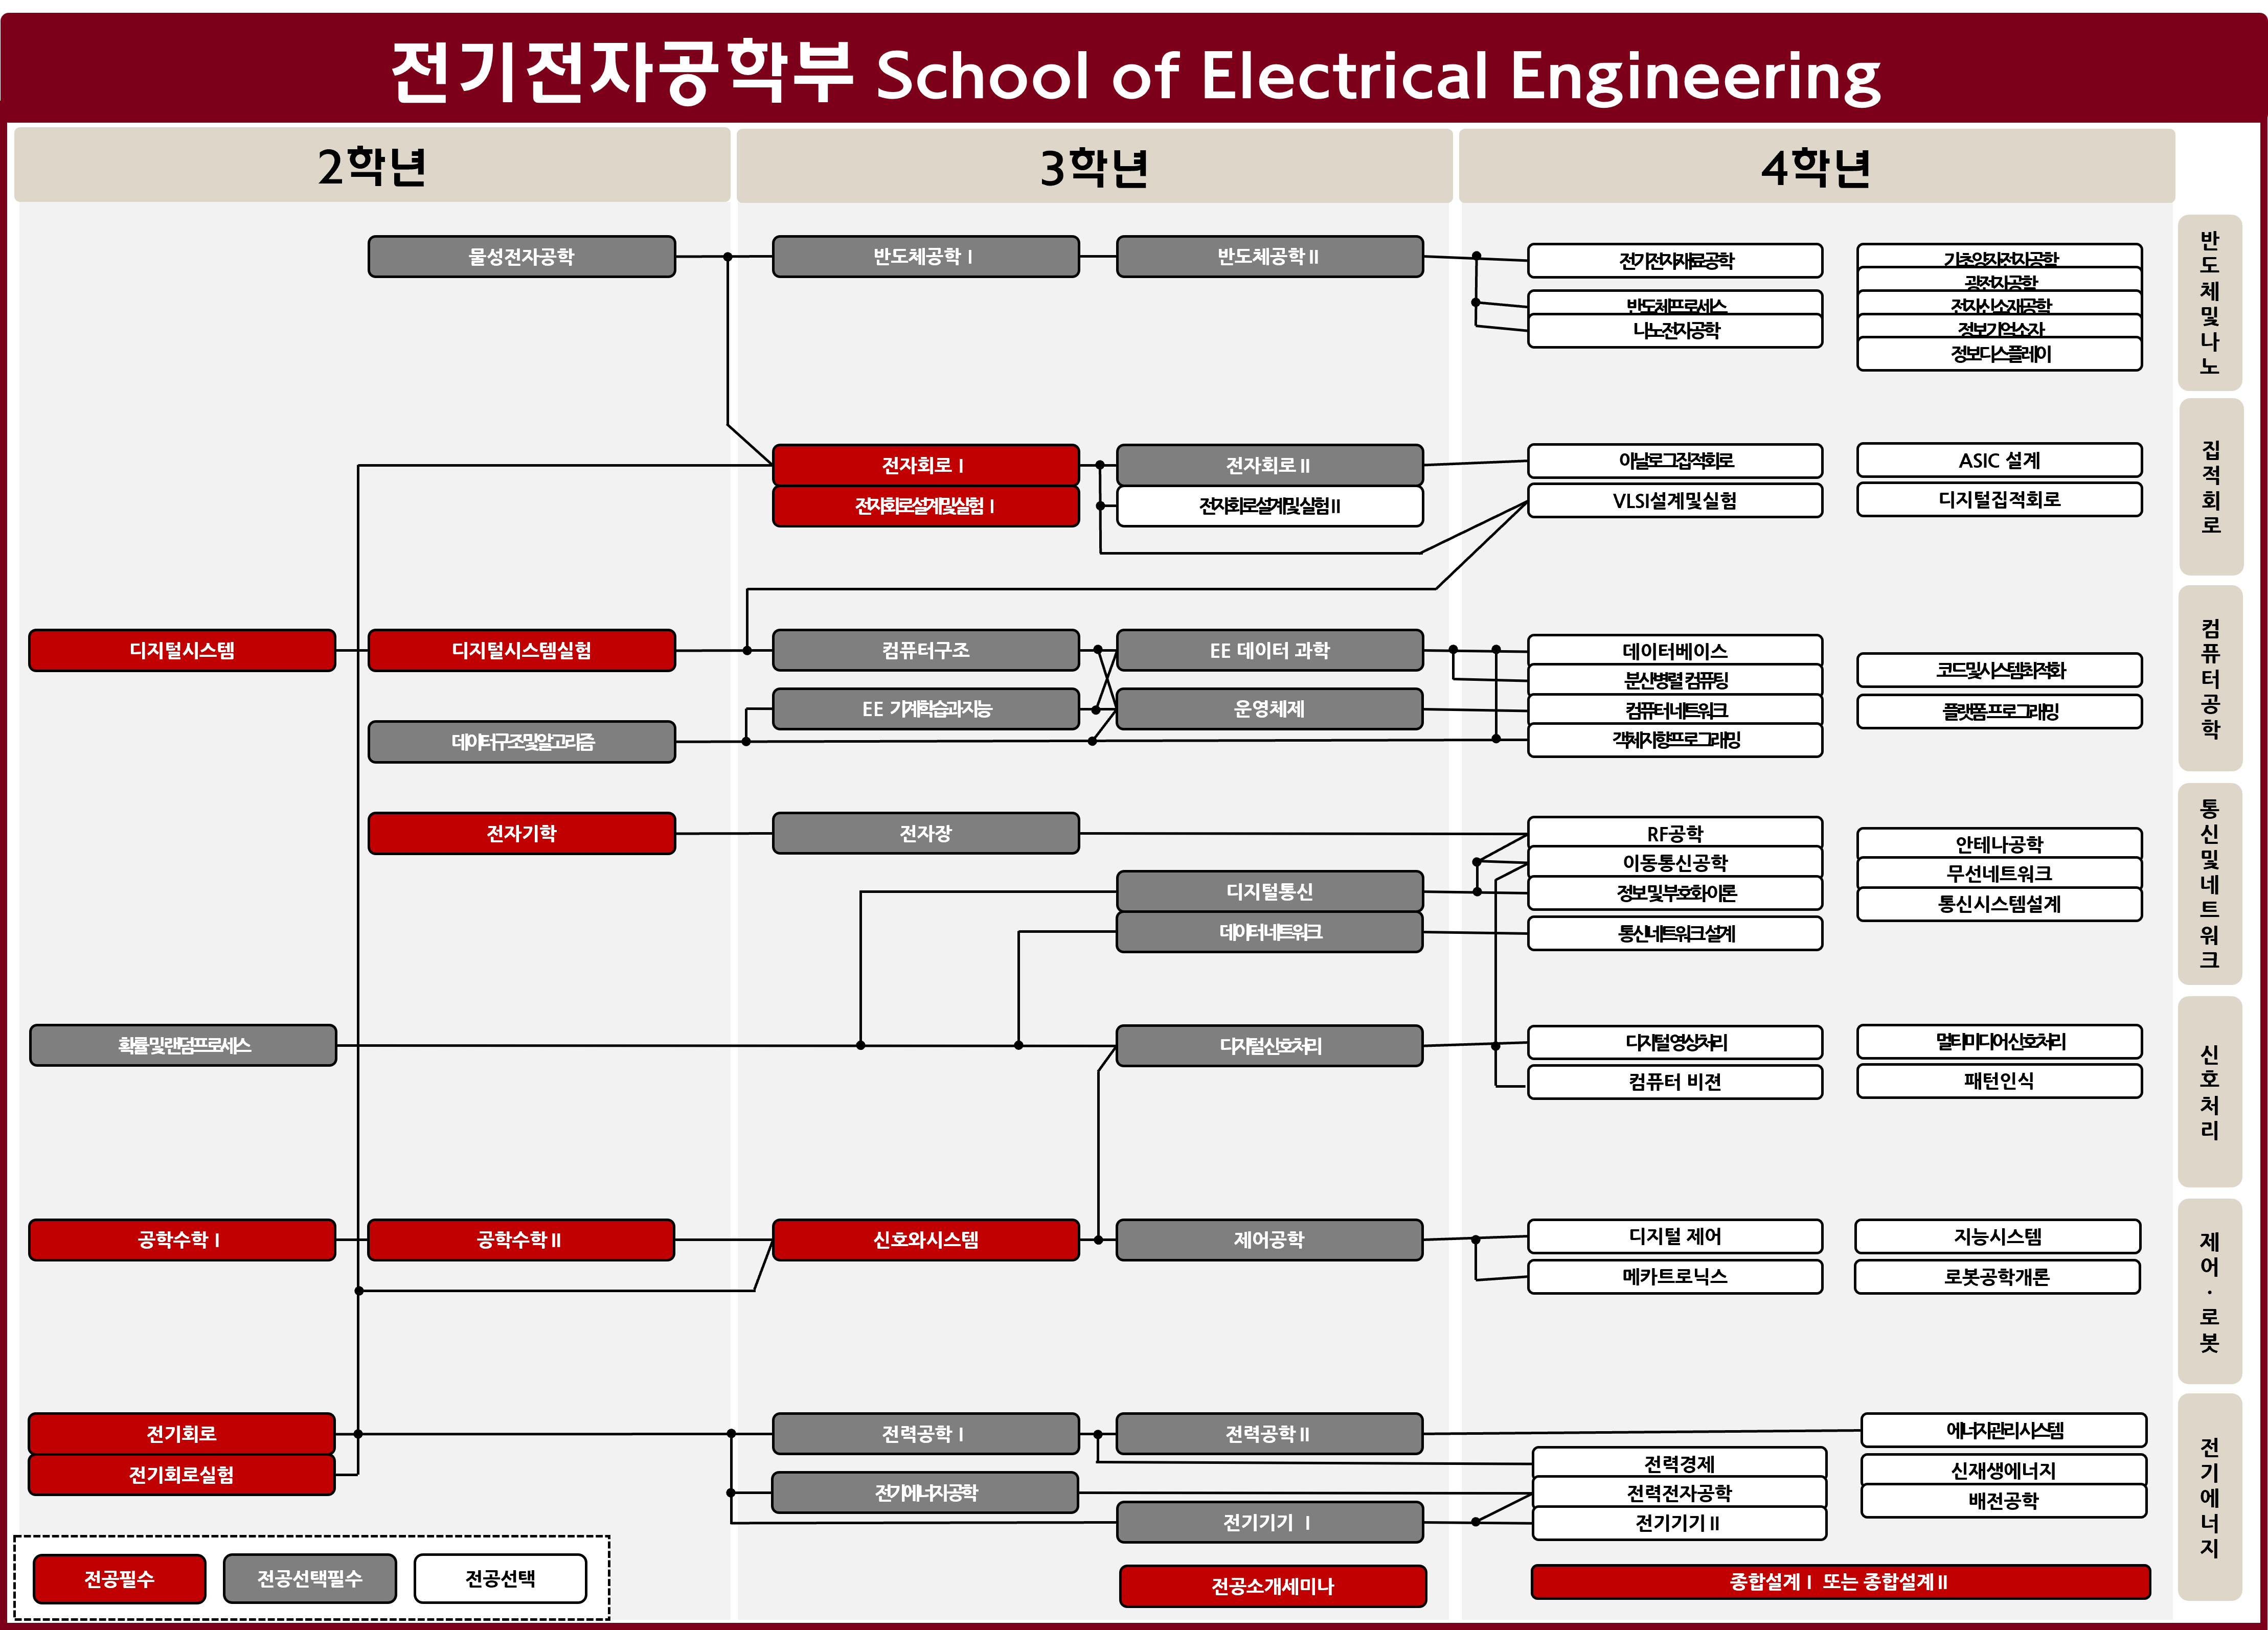 전기전자공학부 School of Electrical Engineering
2학년
3학년
4학년
물성전자공학
반도체공학 I
반도체공학 II
전기전자재료공학
기초양자전자공학
광전자공학
반도체프로세스
전자신소재공학
나노전자공학
정보기억소자
정보디스플레이
반도체및나노
전자회로 I
전자회로 II
아날로그집적회로
ASIC 설계
전자회로설계및실험 I
전자회로설계및실험 II
VLSI설계및실험
디지털집적회로
집적회로
디지털시스템
디지털시스템실험
컴퓨터구조
EE 데이터 과학
데이터베이스
코드및시스템최적화
분산병렬 컴퓨팅
EE 기계학습과지능
운영체제
컴퓨터 네트워크
플랫폼 프로그래밍
데이터구조및알고리즘
객체지향프로그래밍
컴퓨터공학
전자기학
전자장
RF공학
안테나공학
이동통신공학
무선네트워크
디지털통신
정보 및 부호화이론
통신시스템설계
데이터 네트워크
통신네트워크 설계
통신및네트워크
확률 및 랜덤프로세스
디지털 신호처리
디지털 영상처리
멀티미디어 신호처리
컴퓨터 비젼
패턴인식
신호처리
공학수학 I
공학수학 II
신호와시스템
제어공학
디지털 제어
지능시스템
메카트로닉스
로봇공학개론
제어·로봇
전기회로
전력공학 I
전력공학 II
에너지관리 시스템
전기회로실험
전력경제
신재생에너지
전기에너지공학
전력전자공학
배전공학
전기기기 I
전기기기 II
전기에너지
전공필수
전공선택필수
전공선택
전공소개세미나
종합설계 I 또는 종합설계 II